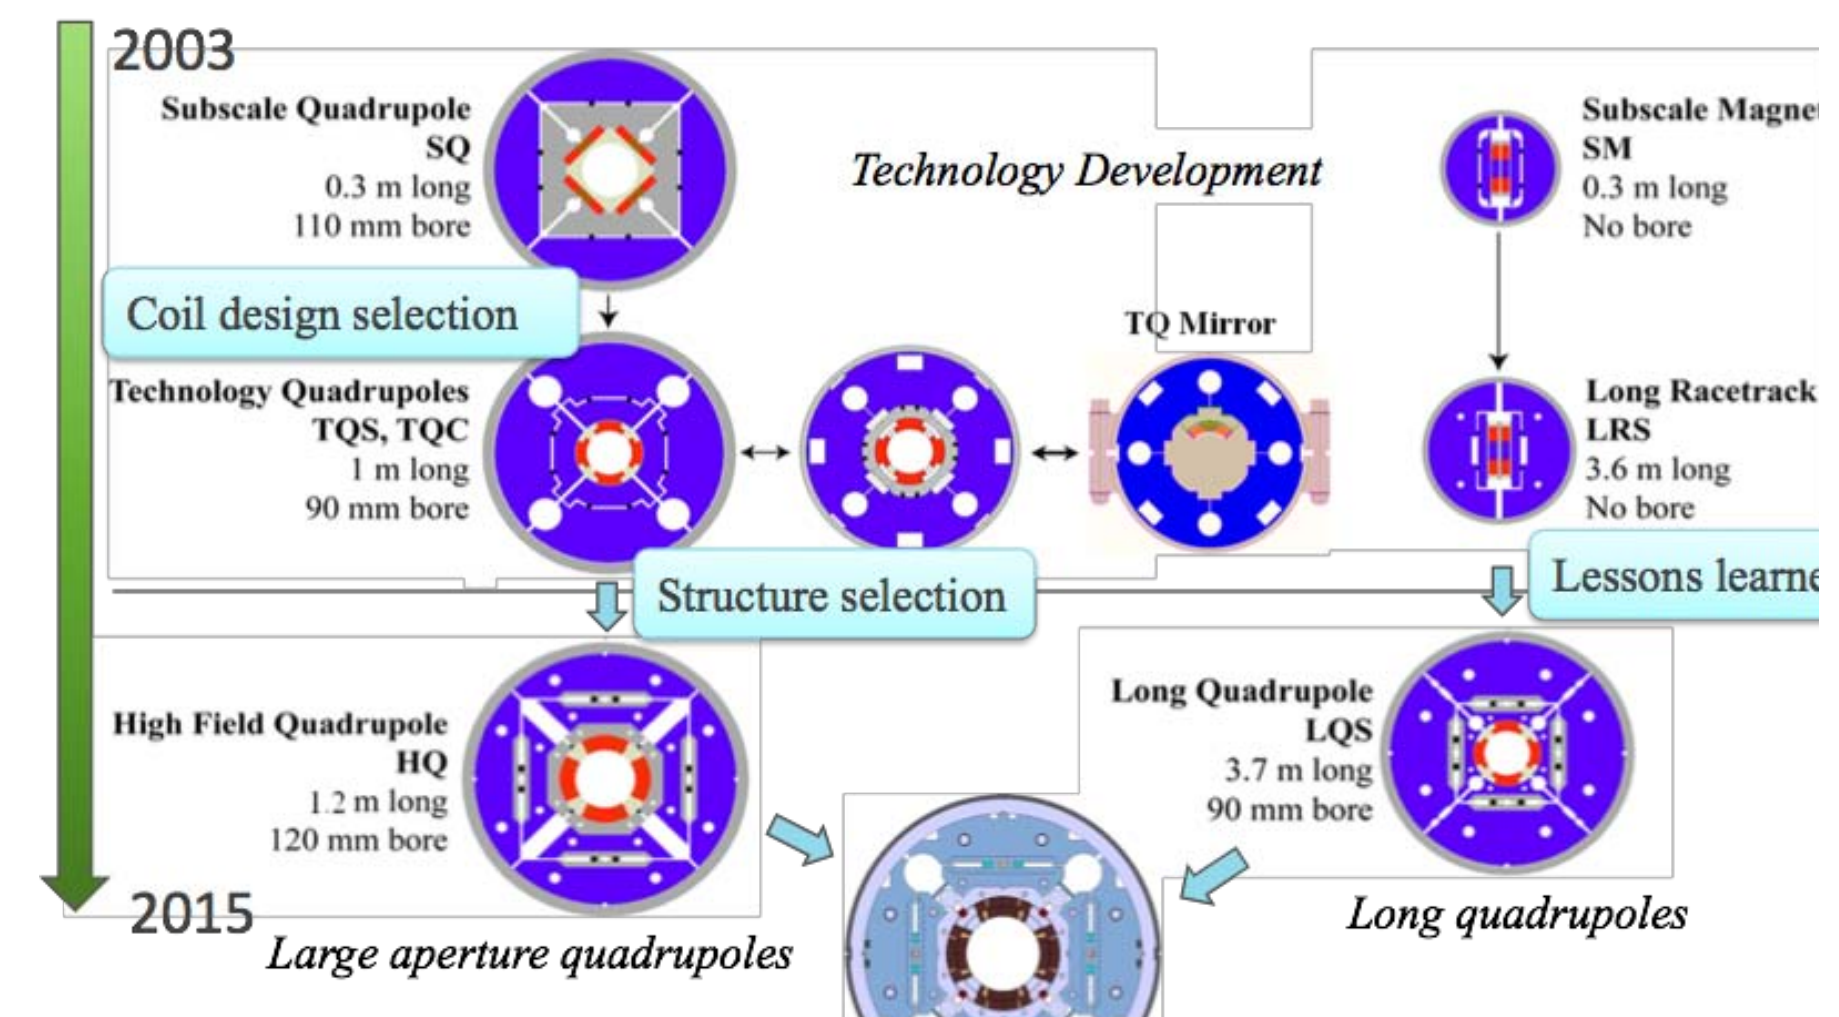 2003
Subscale Quadrupole
SQ
0.3 m long
110 mm bore
Technology Development
Subscale Magne
SM
0.3 m long
No bore
Coil design selection
TQ Mirror
Technology Quadrupoles
TQS, TQC
1 m long
90 mm bore
Long Racetrack
LRS
3.6 m long
No bore
Structure selection
Lessons learne
High Field Quadrupole
HQ
1.2 m long
120 mm bore
Long Quadrupole
LQS
3.7 m long
90 mm bore
2015
Large aperture quadrupoles
Long quadrupoles